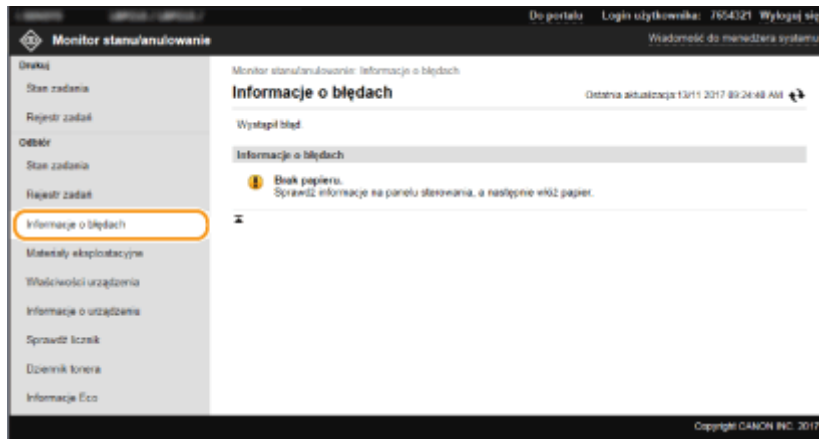 Do portalu Login użytkownika: 7654321 Wyloguj się
Monitor stanu/anulowanie
Wiadomość do menedżera systemu
Drukuj
Stan zadania
Rejestr zadań
Odbiór
Stan zadania
Rejestr zadań
Informacje o błędach
Materiały eksploatacyjne
Właściwości urządzenia
Informacje o urządzeniu
Sprawdź licznik
Dziennik tonera
Informacje Eco
Monitor stanu/anulowanie: Informacje o błędach
Informacje o błędach
Ostatnia aktualizacja:13/11 2017 09:24:48 AM
Wystąpił błąd.
Informacje o błędach
Brak papieru.
Sprawdź informacje na panelu sterowania, a następnie włóż papier.
Copyright CANON INC. 2017